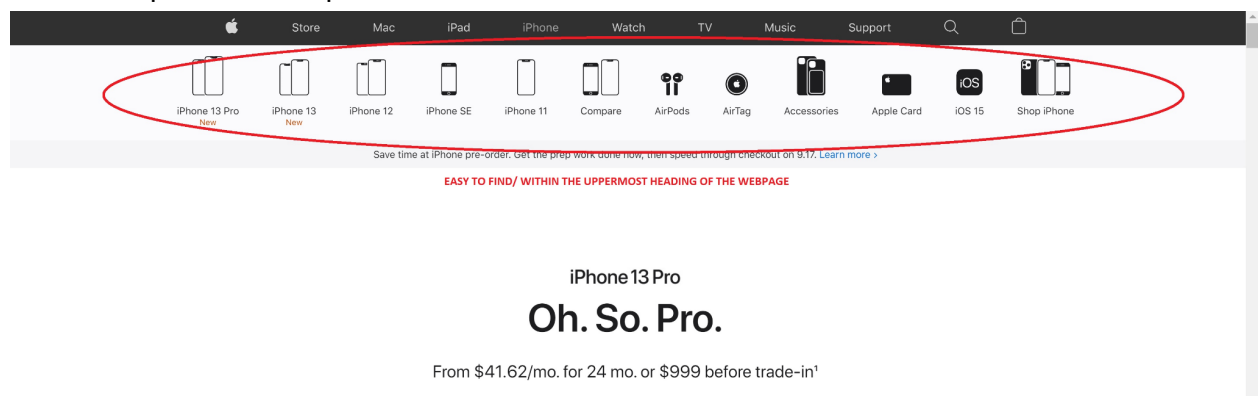 Store Mac iPad iPhone Watch TV Music Support
iPhone 13 Pro iPhone 13 iPhone 12 iPhone SE iPhone 11 Compare AirPods AirTag Accessories Apple Card iOS 15 Shop iPhone
New New
iOS
Save time at iPhone pre-order. Get the prep work done now, then speed through checkout on 9.17. Learn more >
EASY TO FIND/ WITHIN THE UPPERMOST HEADING OF THE WEBPAGE
iPhone 13 Pro
Oh. So. Pro.
From $41.62/mo. for 24 mo. or $999 before trade-in¹